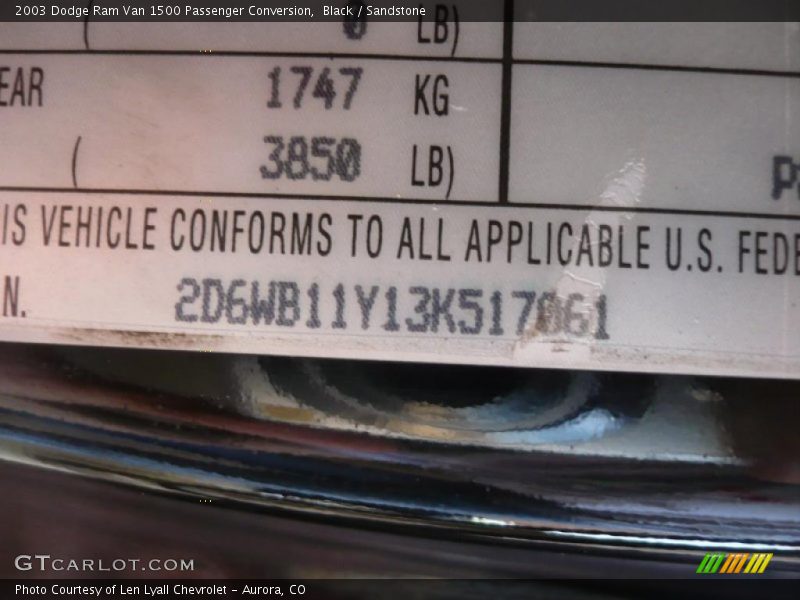 2003 Dodge Ram Van 1500 Passenger Conversion, Black / Sandstone
( 0 LB)
EAR 1747 KG
( 3850 LB)
IS VEHICLE CONFORMS TO ALL APPLICABLE U.S. FEDE
N. 2D6WB11Y13K517061
GTCARLOT.COM
Photo Courtesy of Len Lyall Chevrolet - Aurora, CO